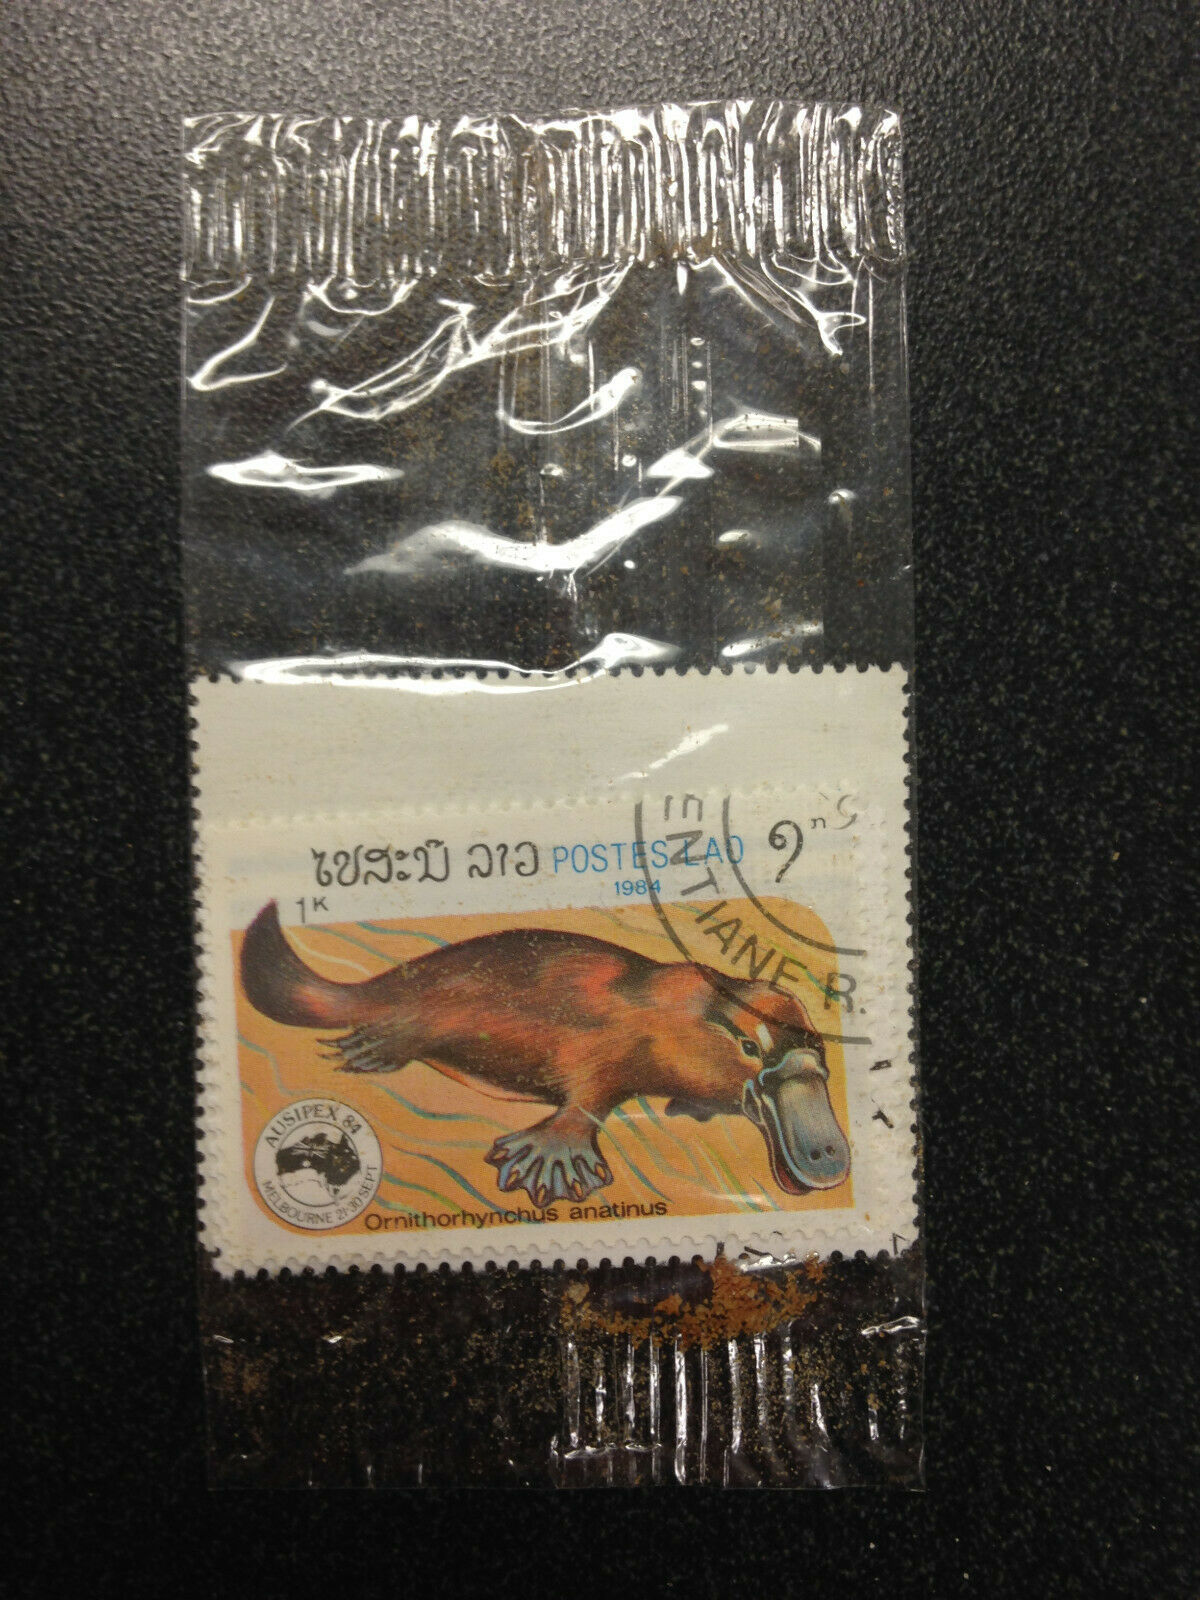 ໄປສະນີ ລາວ POSTES LAO
1984
໑ກ
1K
ENTIANE R.
AUSIPEX 84
MELBOURNE 21-30 SEPT
Ornithorhynchus anatinus